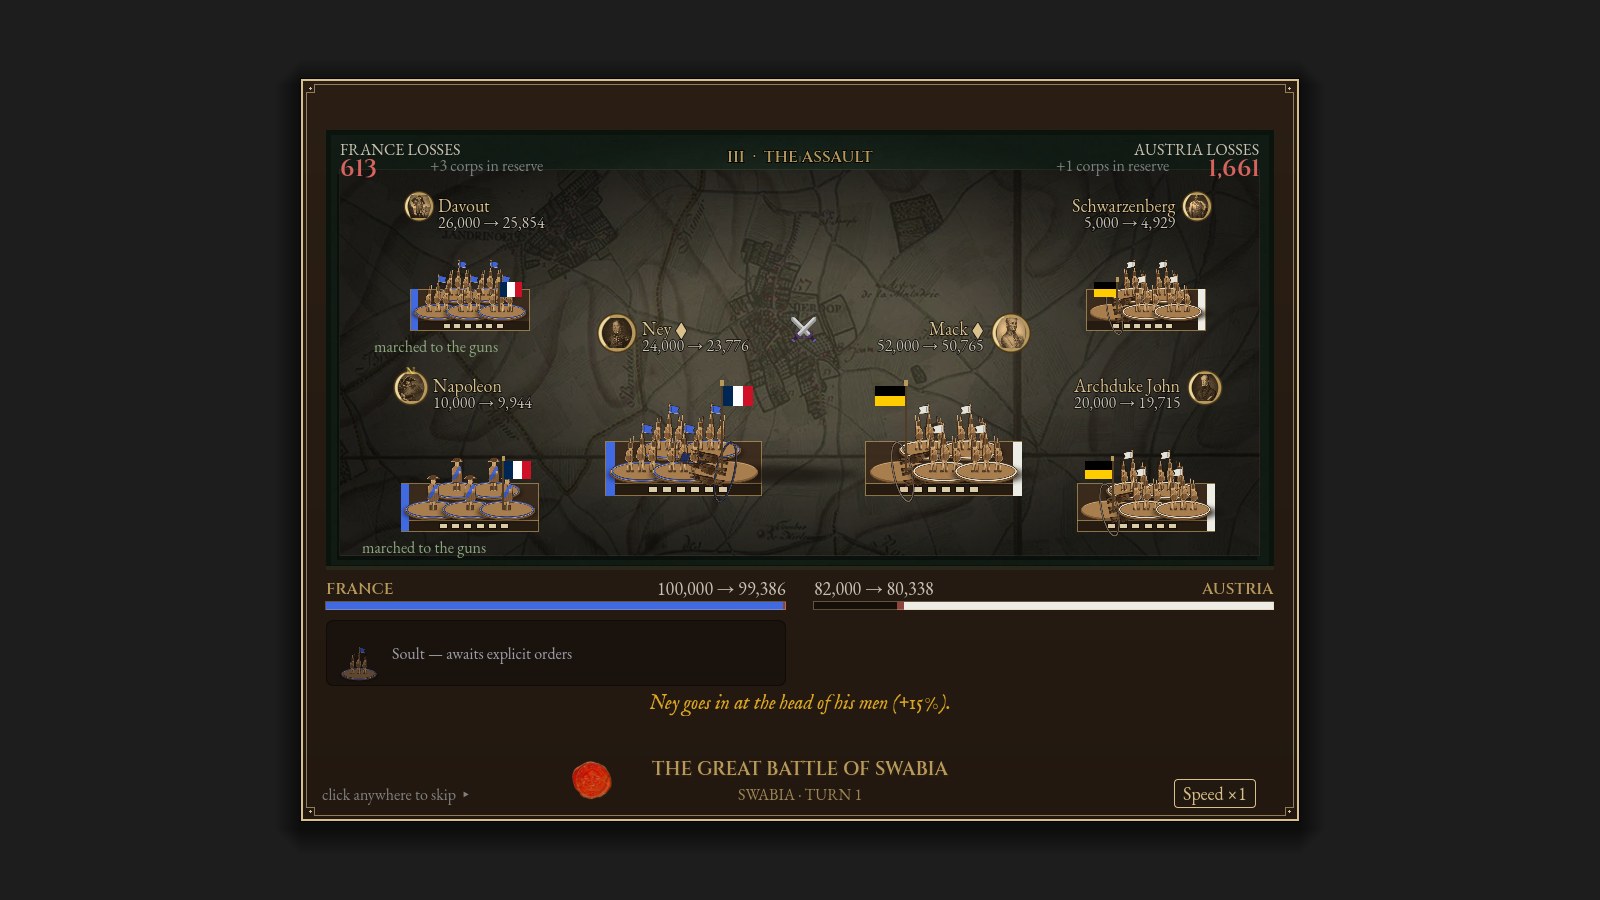 FRANCE LOSSES
613
+3 corps in reserve
III · THE ASSAULT
AUSTRIA LOSSES
+1 corps in reserve
1,661
Davout
26,000 → 25,854
marched to the guns
Napoleon
10,000 → 9,944
marched to the guns
Ney
24,000 → 23,776
Mack
52,000 → 50,765
Schwarzenberg
5,000 → 4,929
Archduke John
20,000 → 19,715
FRANCE
100,000 → 99,386
82,000 → 80,338
AUSTRIA
Soult — awaits explicit orders
Ney goes in at the head of his men (+15%).
THE GREAT BATTLE OF SWABIA
SWABIA · TURN 1
click anywhere to skip ▸
Speed ×1